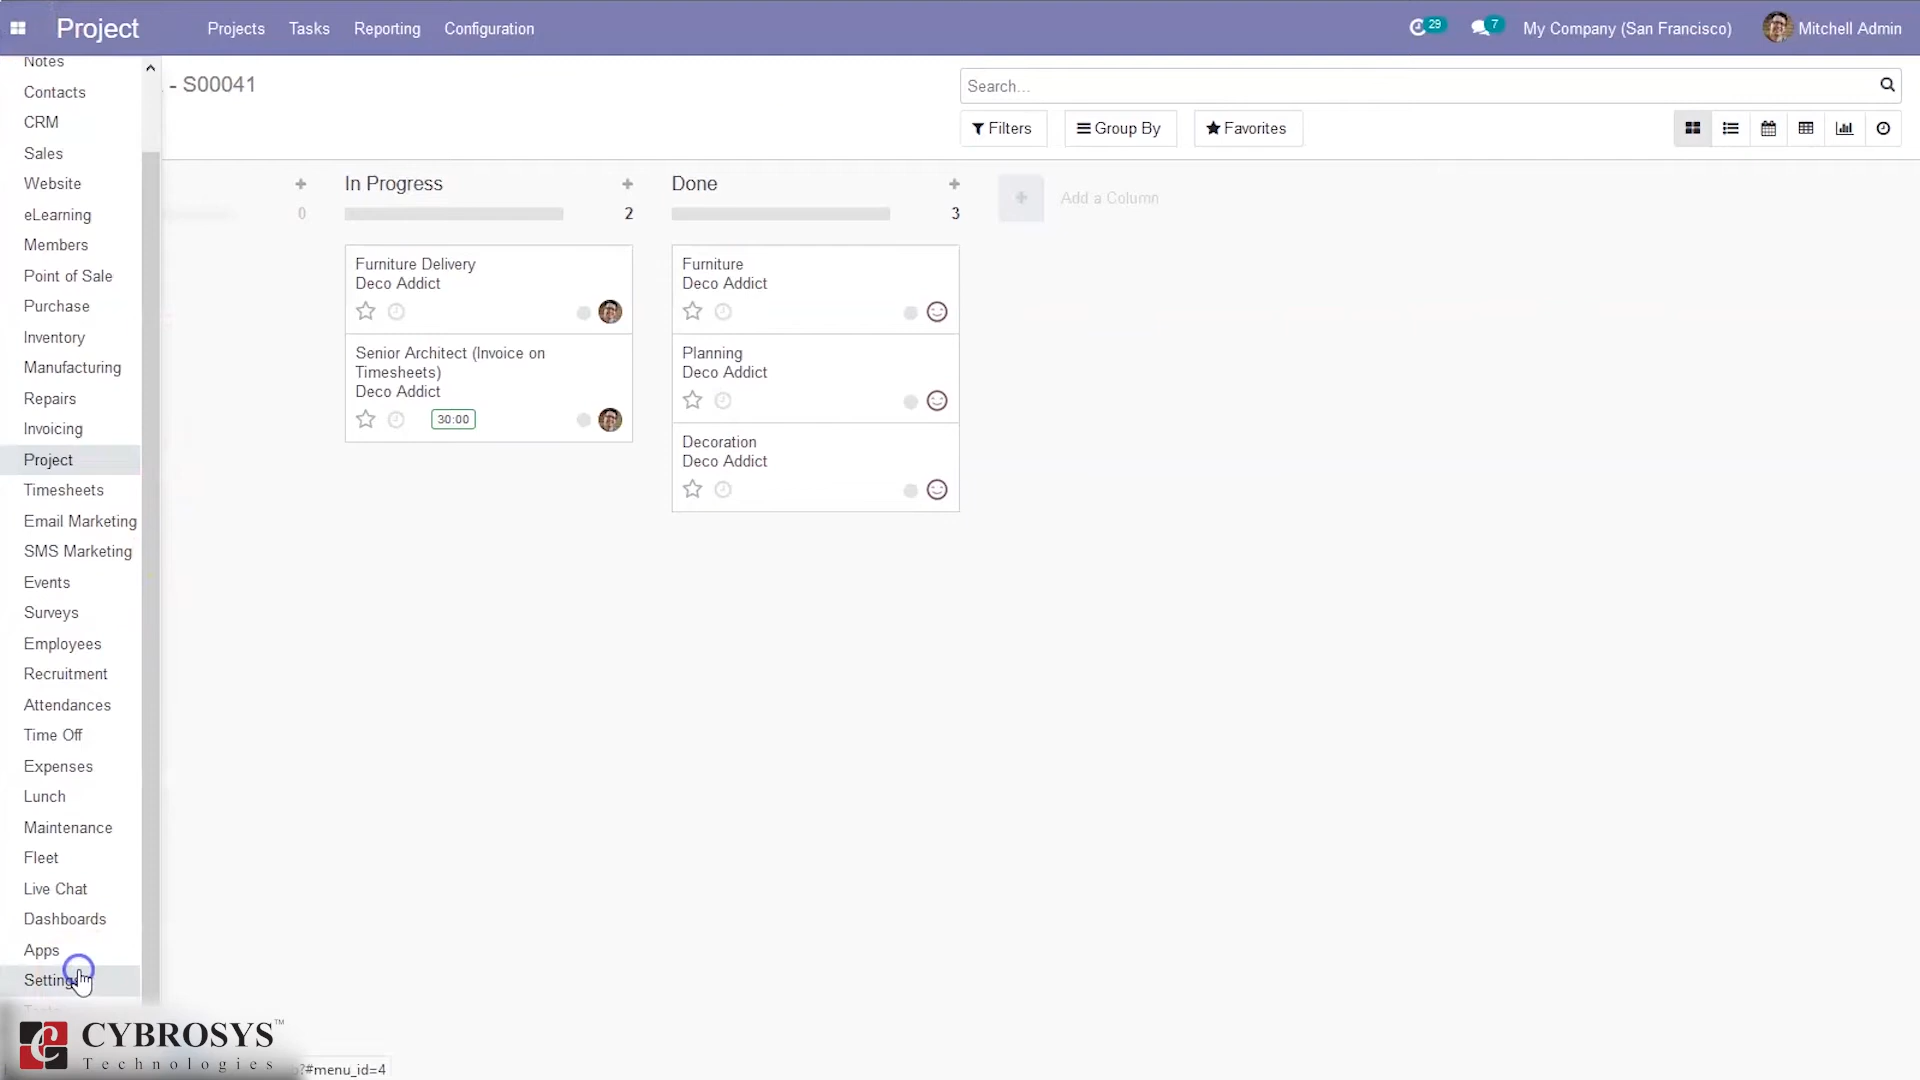 Project
Projects
Tasks
Reporting
Configuration
29
7
My Company (San Francisco)
Mitchell Admin
Notes
Contacts
CRM
Sales
Website
eLearning
Members
Point of Sale
Purchase
Inventory
Manufacturing
Repairs
Invoicing
Project
Timesheets
Email Marketing
SMS Marketing
Events
Surveys
Employees
Recruitment
Attendances
Time Off
Expenses
Lunch
Maintenance
Fleet
Live Chat
Dashboards
Apps
Settings
- S00041
Search...
Filters
Group By
Favorites
0
In Progress
2
Furniture Delivery
Deco Addict
Senior Architect (Invoice on
Timesheets)
Deco Addict
30:00
Done
3
Furniture
Deco Addict
Planning
Deco Addict
Decoration
Deco Addict
Add a Column
CYBROSYS™
Technologies
?#menu_id=4